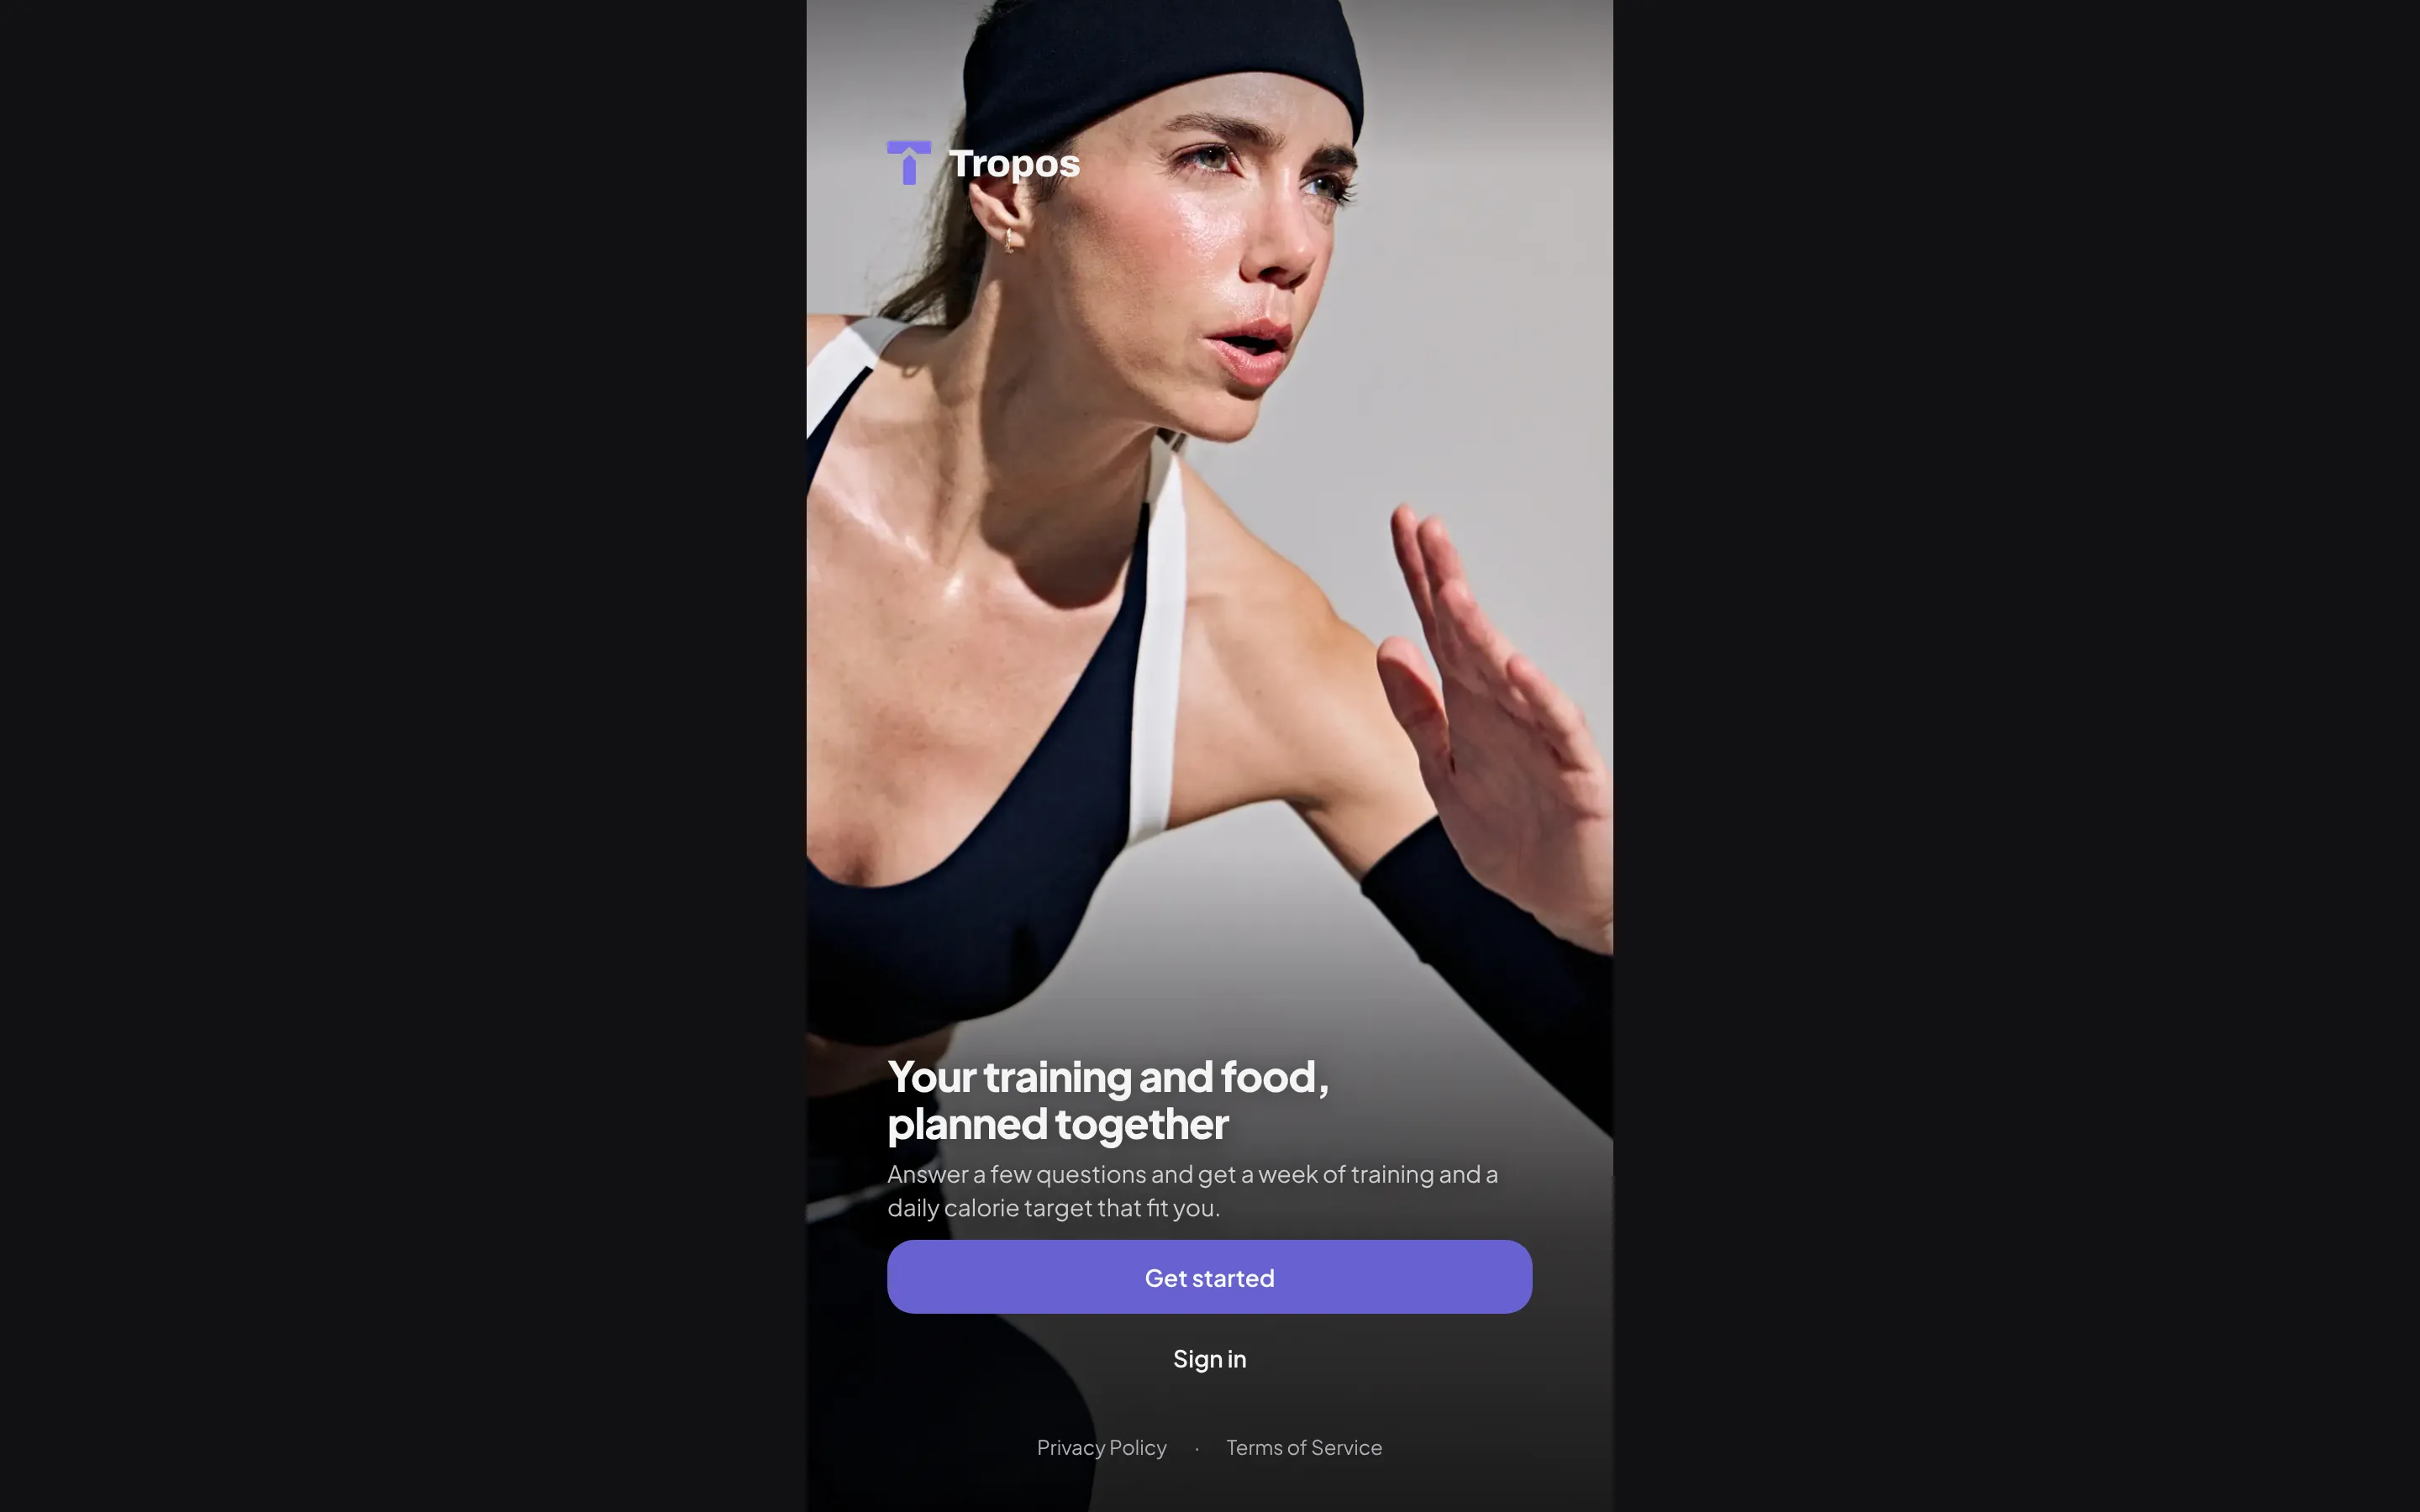 Tropos
Your training and food,
planned together
Answer a few questions and get a week of training and a
daily calorie target that fit you.
Get started
Sign in
Privacy Policy · Terms of Service